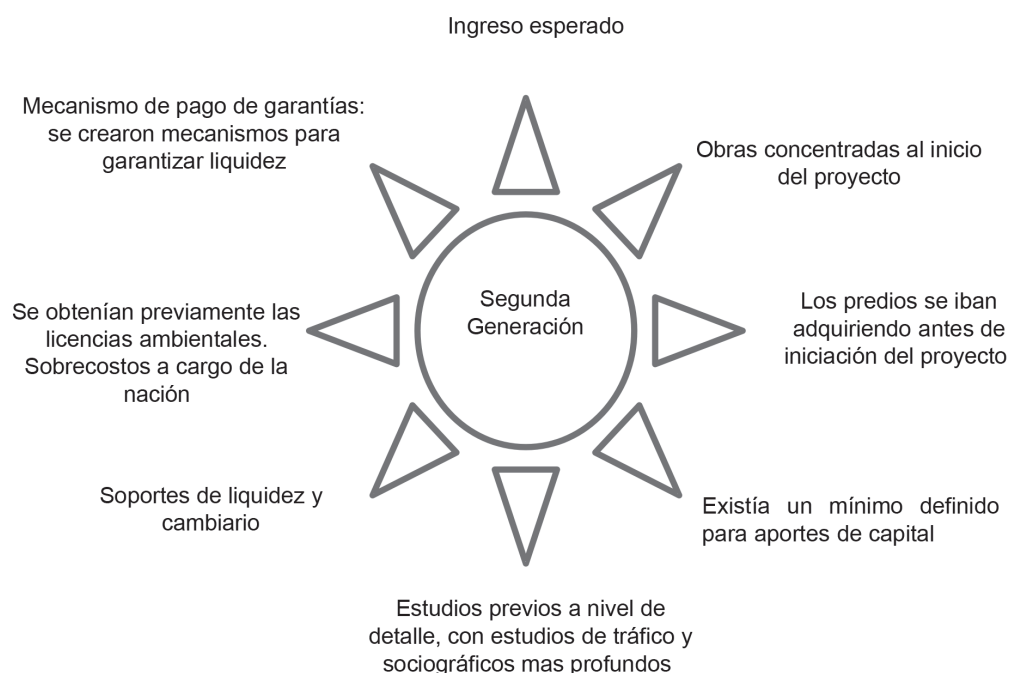 Ingreso esperado
Mecanismo de pago de garantías:
se crearon mecanismos para
garantizar liquidez
Obras concentradas al inicio
del proyecto
Se obtenían previamente las
licencias ambientales.
Sobrecostos a cargo de la
nación
Segunda
Generación
Los predios se iban
adquiriendo antes de
iniciación del proyecto
Soportes de liquidez y
cambiario
Existía un mínimo definido
para aportes de capital
Estudios previos a nivel de
detalle, con estudios de tráfico y
sociográficos mas profundos